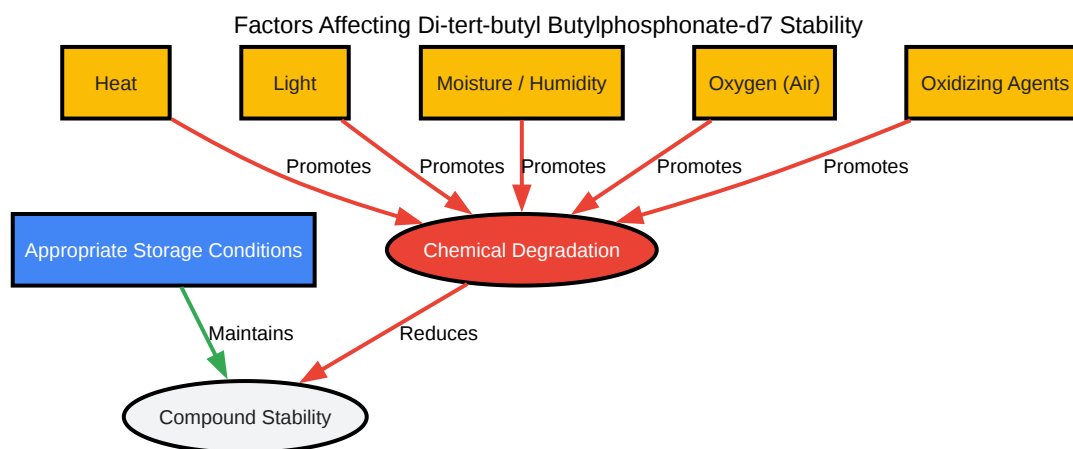 Factors Affecting Di-tert-butyl Butylphosphonate-d7 Stability
Heat
Light
Moisture / Humidity
Oxygen (Air)
Oxidizing Agents
Promotes
Promotes
Promotes
Promotes
Promotes
Appropriate Storage Conditions
Chemical Degradation
Maintains
Reduces
Compound Stability